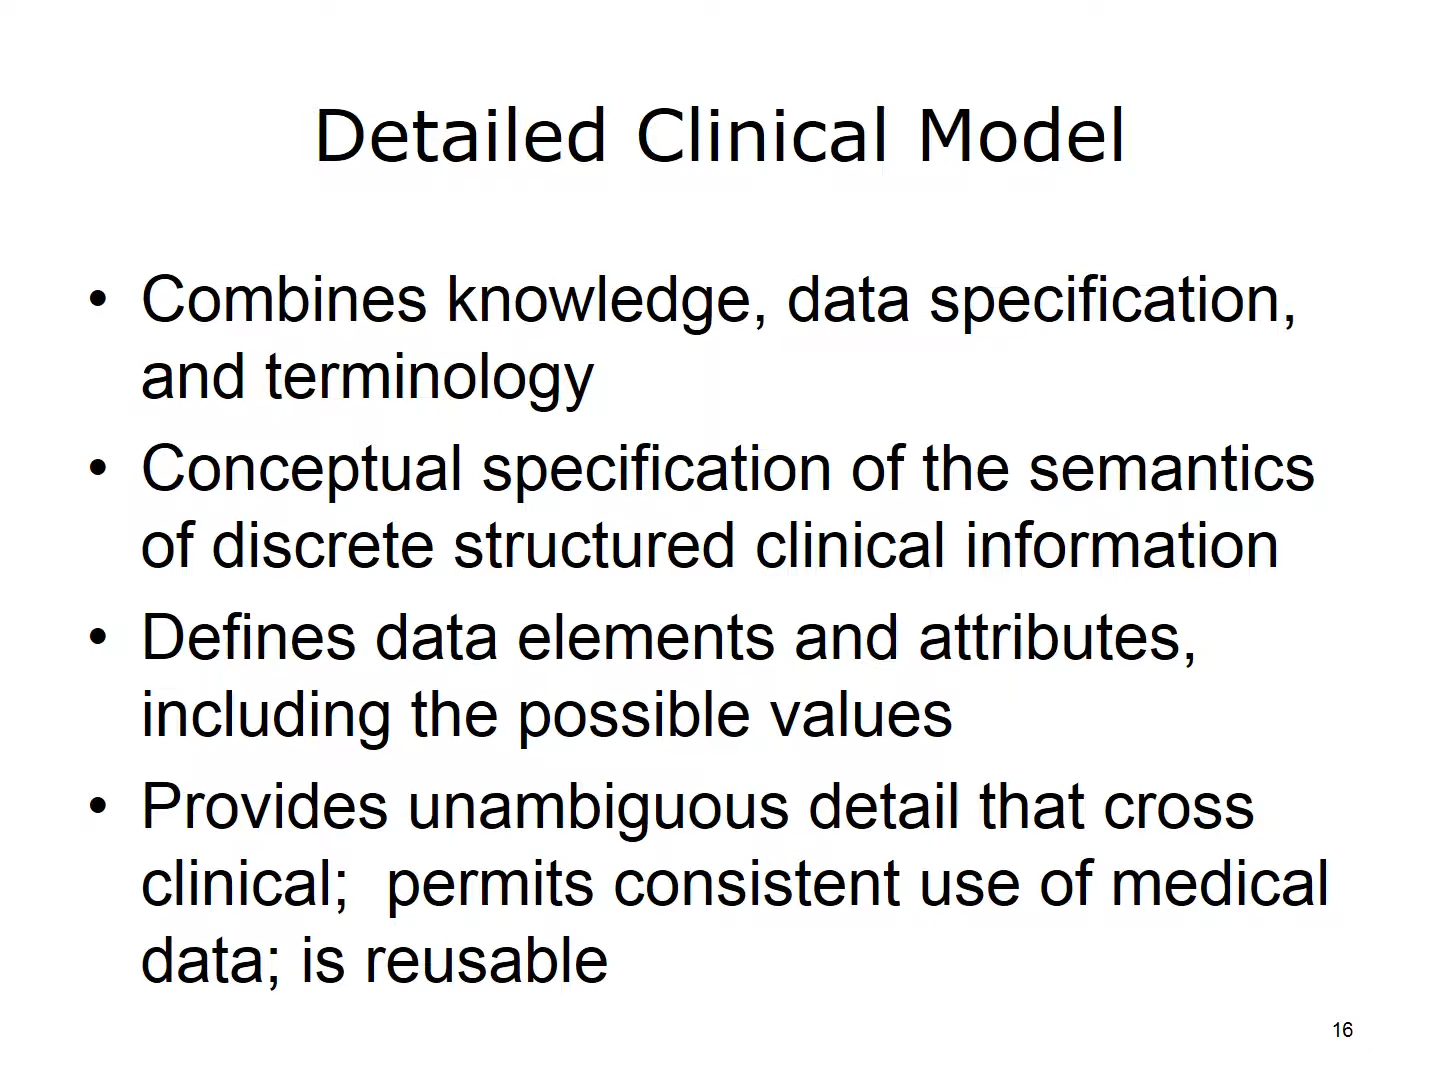 Detailed Clinical Model
• Combines knowledge, data specification,
and terminology
• Conceptual specification of the semantics
of discrete structured clinical information
• Defines data elements and attributes,
including the possible values
• Provides unambiguous detail that cross
clinical;  permits consistent use of medical
data; is reusable
16